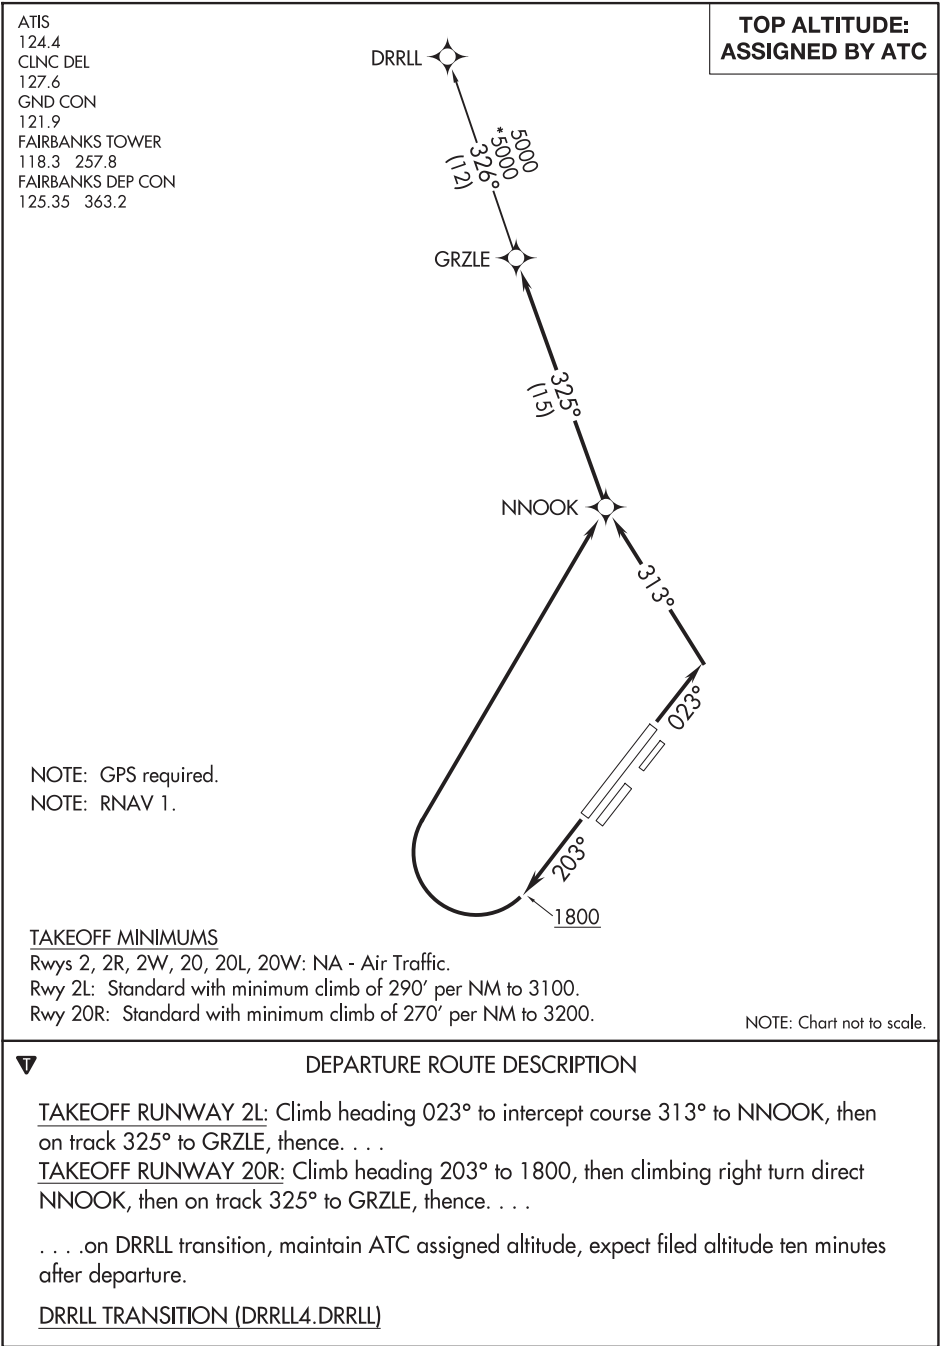 ATIS
124.4
CLNC DEL
127.6
GND CON
121.9
FAIRBANKS TOWER
118.3 257.8
FAIRBANKS DEP CON
125.35 363.2
TOP ALTITUDE:
ASSIGNED BY ATC
DRRLL
5000
*5000
326°
(12)
GRZLE
325°
(15)
NNOOK
313°
023°
203°
1800
NOTE: GPS required.
NOTE: RNAV 1.
TAKEOFF MINIMUMS
Rwys 2, 2R, 2W, 20, 20L, 20W: NA - Air Traffic.
Rwy 2L: Standard with minimum climb of 290' per NM to 3100.
Rwy 20R: Standard with minimum climb of 270' per NM to 3200.
NOTE: Chart not to scale.
T
DEPARTURE ROUTE DESCRIPTION
TAKEOFF RUNWAY 2L: Climb heading 023° to intercept course 313° to NNOOK, then
on track 325° to GRZLE, thence. . . .
TAKEOFF RUNWAY 20R: Climb heading 203° to 1800, then climbing right turn direct
NNOOK, then on track 325° to GRZLE, thence. . . .
. . . .on DRRLL transition, maintain ATC assigned altitude, expect filed altitude ten minutes
after departure.
DRRLL TRANSITION (DRRLL4.DRRLL)